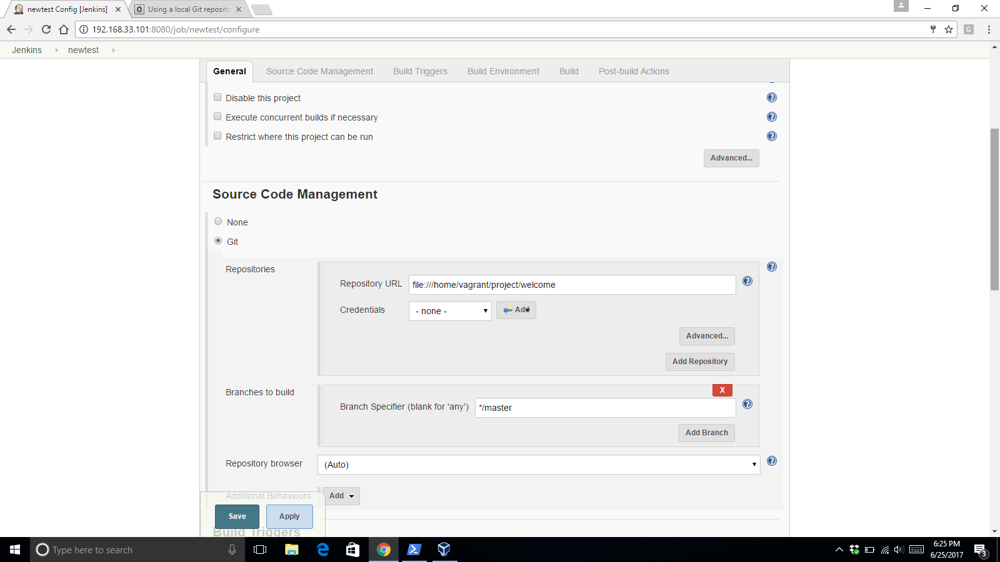 newtest Config [Jenkins]
Using a local Git reposito
192.168.33.101:8080/job/newtest/configure
G
Jenkins
newtest
General
Source Code Management
Build Triggers
Build Environment
Build
Post-build Actions
Disable this project
?
Execute concurrent builds if necessary
?
Restrict where this project can be run
?
Advanced...
Source Code Management
None
Git
Repositories
?
Repository URL
file:///home/vagrant/project/welcome
?
Credentials
- none -
Add
Advanced...
Add Repository
Branches to build
X
Branch Specifier (blank for 'any')
*/master
?
Add Branch
Repository browser
(Auto)
?
Additional Behaviours
Add
Save
Apply
Build Triggers
Type here to search
6:25 PM
6/25/2017
3